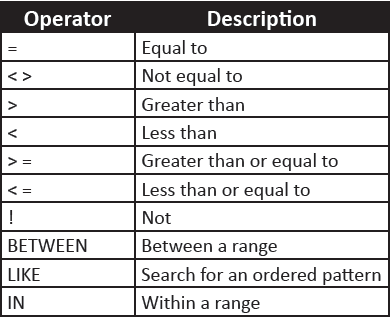 Operator Description
= Equal to
< > Not equal to
> Greater than
< Less than
> = Greater than or equal to
< = Less than or equal to
! Not
BETWEEN Between a range
LIKE Search for an ordered pattern
IN Within a range